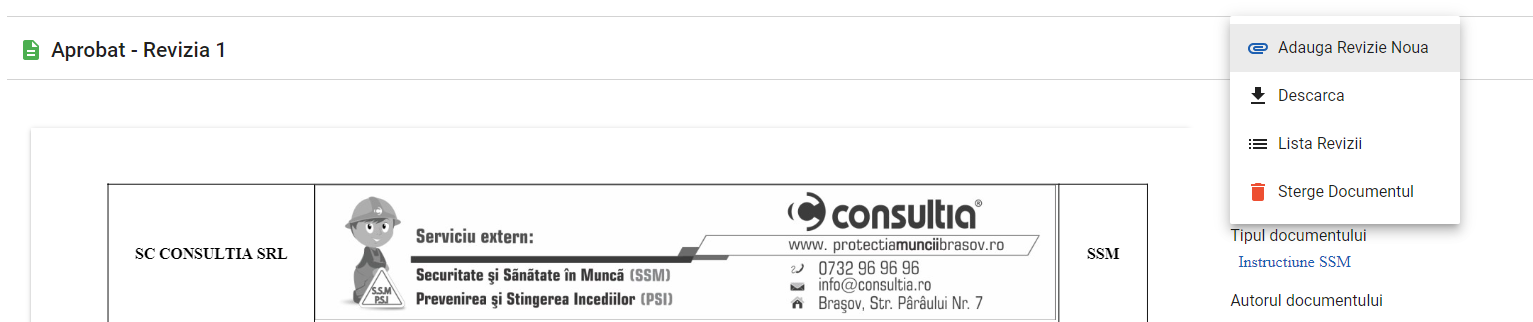 Aprobat - Revizia 1
Adauga Revizie Noua
Descarca
Lista Revizii
Sterge Documentul
SC CONSULTIA SRL
Serviciu extern:
Securitate şi Sănătate în Muncă (SSM)
Prevenirea şi Stingerea Incediilor (PSI)
S.S.M
P.S.I
consultia®
www. protectiamunciibrasov.ro
0732 96 96 96
info@consultia.ro
Braşov, Str. Pârâului Nr. 7
SSM
Tipul documentului
Instructiune SSM
Autorul documentului